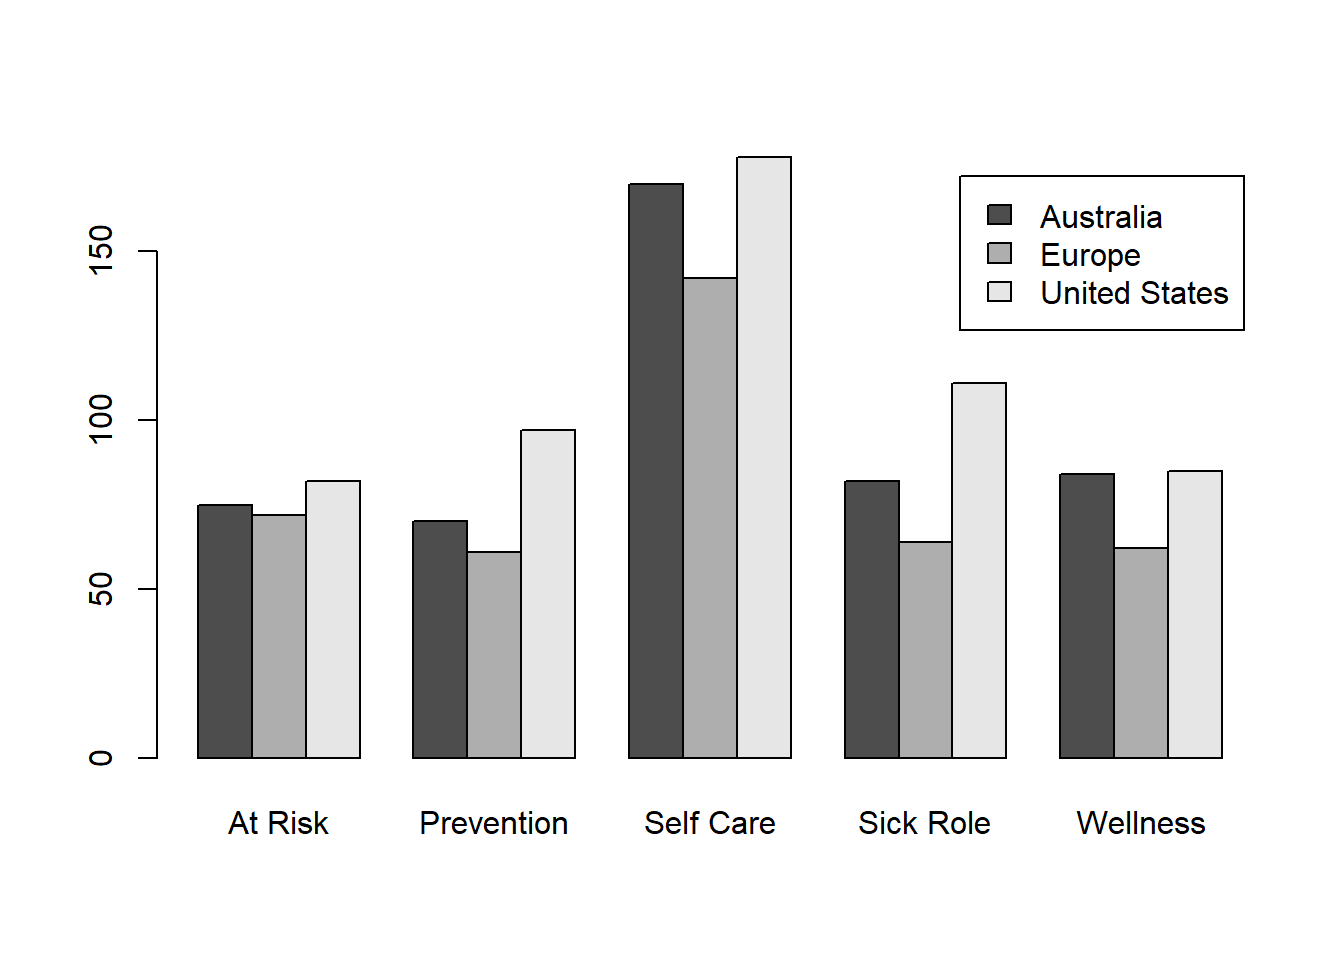 150
100
50
0
Australia
Europe
United States
At Risk
Prevention
Self Care
Sick Role
Wellness